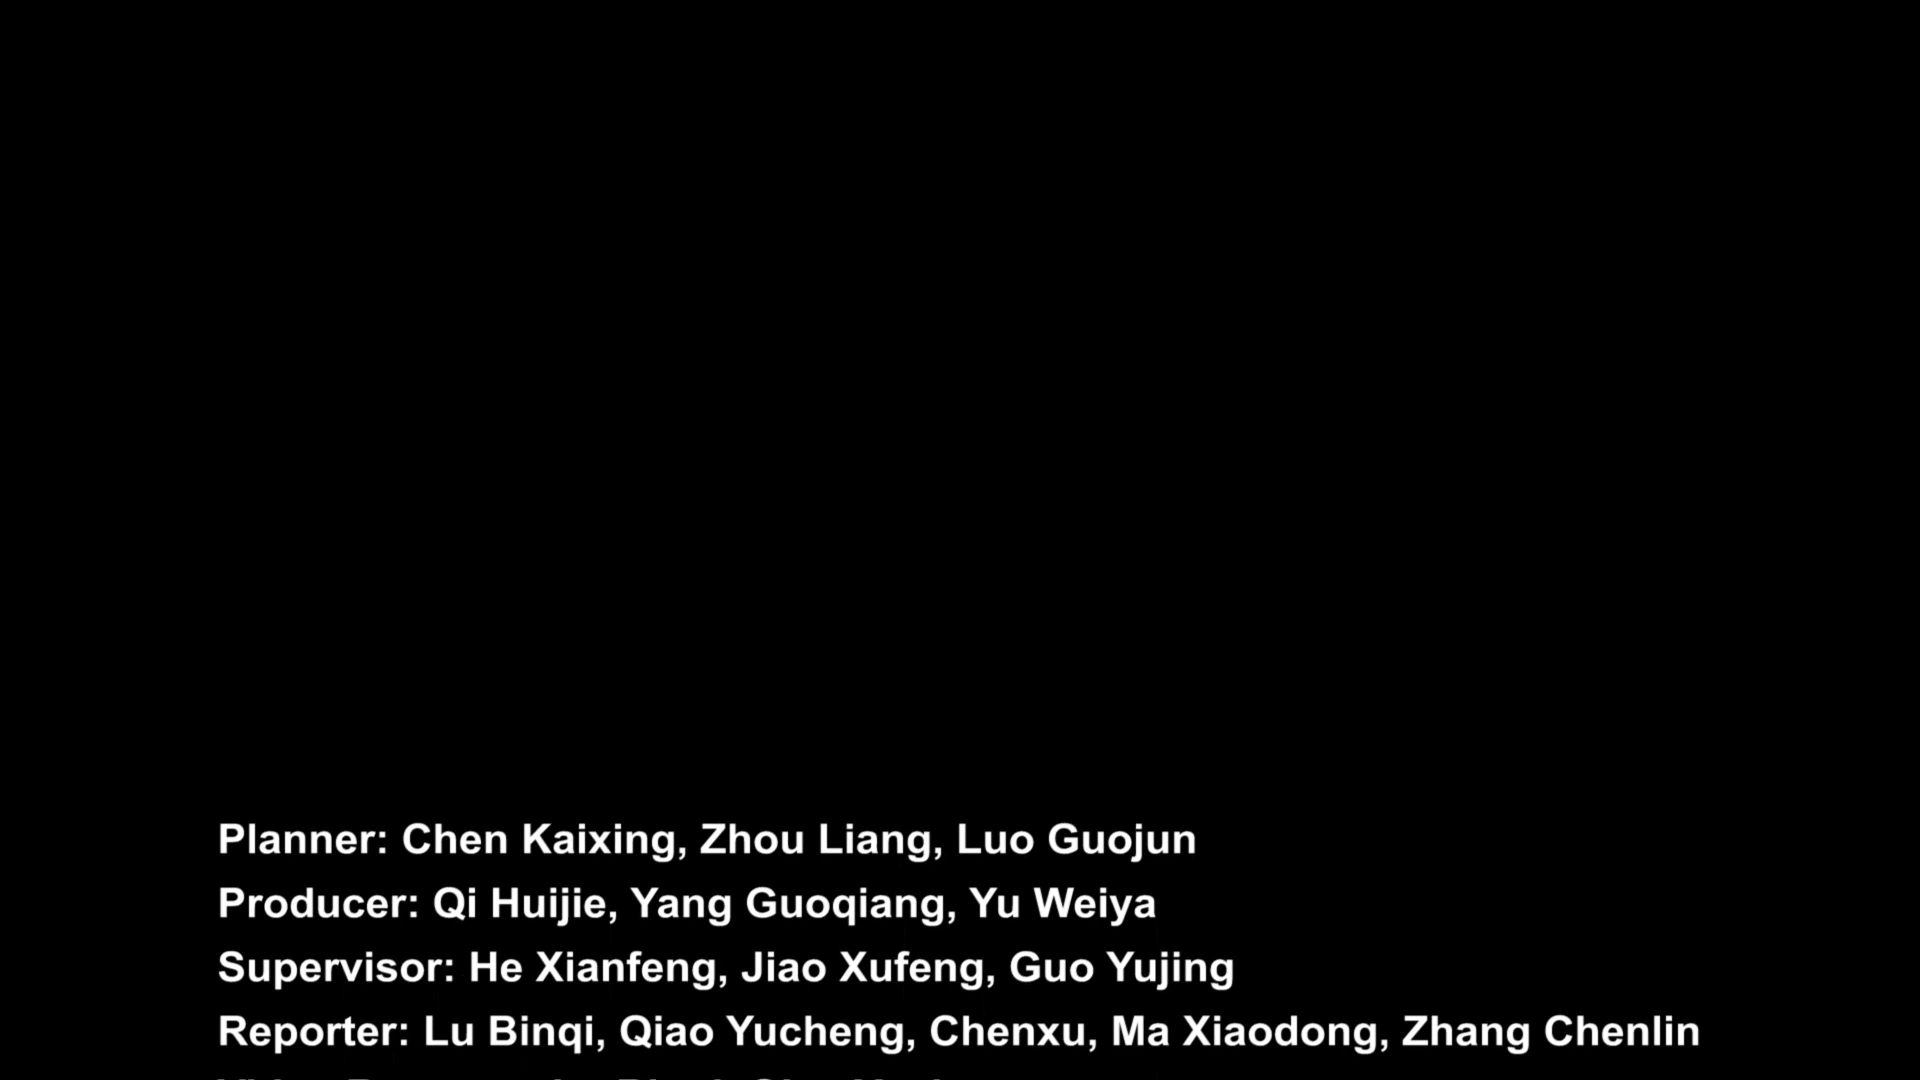 Planner: Chen Kaixing, Zhou Liang, Luo Guojun
Producer: Qi Huijie, Yang Guoqiang, Yu Weiya
Supervisor: He Xianfeng, Jiao Xufeng, Guo Yujing
Reporter: Lu Binqi, Qiao Yucheng, Chenxu, Ma Xiaodong, Zhang Chenlin